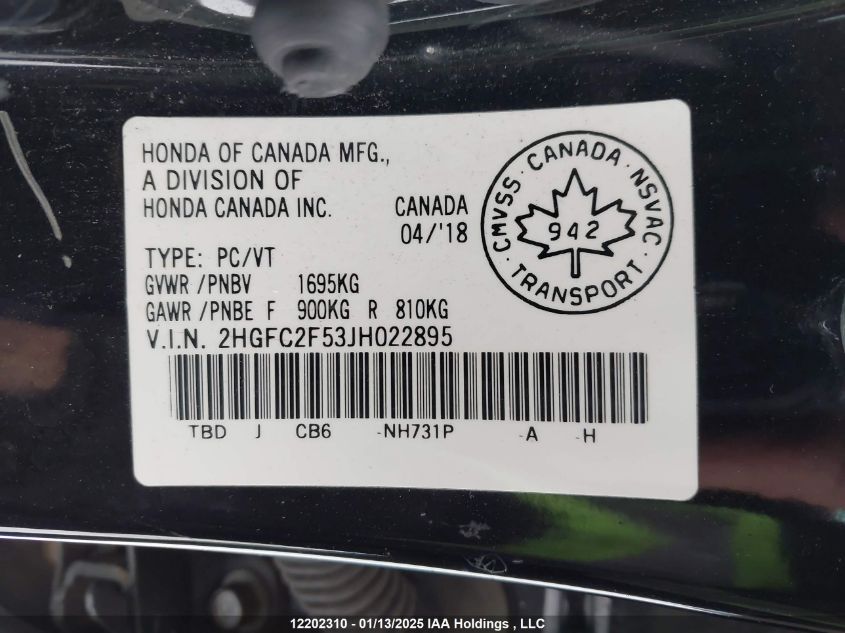 HONDA OF CANADA MFG.,
A DIVISION OF
HONDA CANADA INC.
CANADA
04/'18
TYPE: PC/VT
GVWR /PNBV 1695KG
GAWR /PNBE F 900KG R 810KG
V.I.N. 2HGFC2F53JH022895
TBD J CB6 -NH731P -A -H
CMVSS · CANADA · NSVAC
942
· TRANSPORT ·
12202310 - 01/13/2025 IAA Holdings , LLC